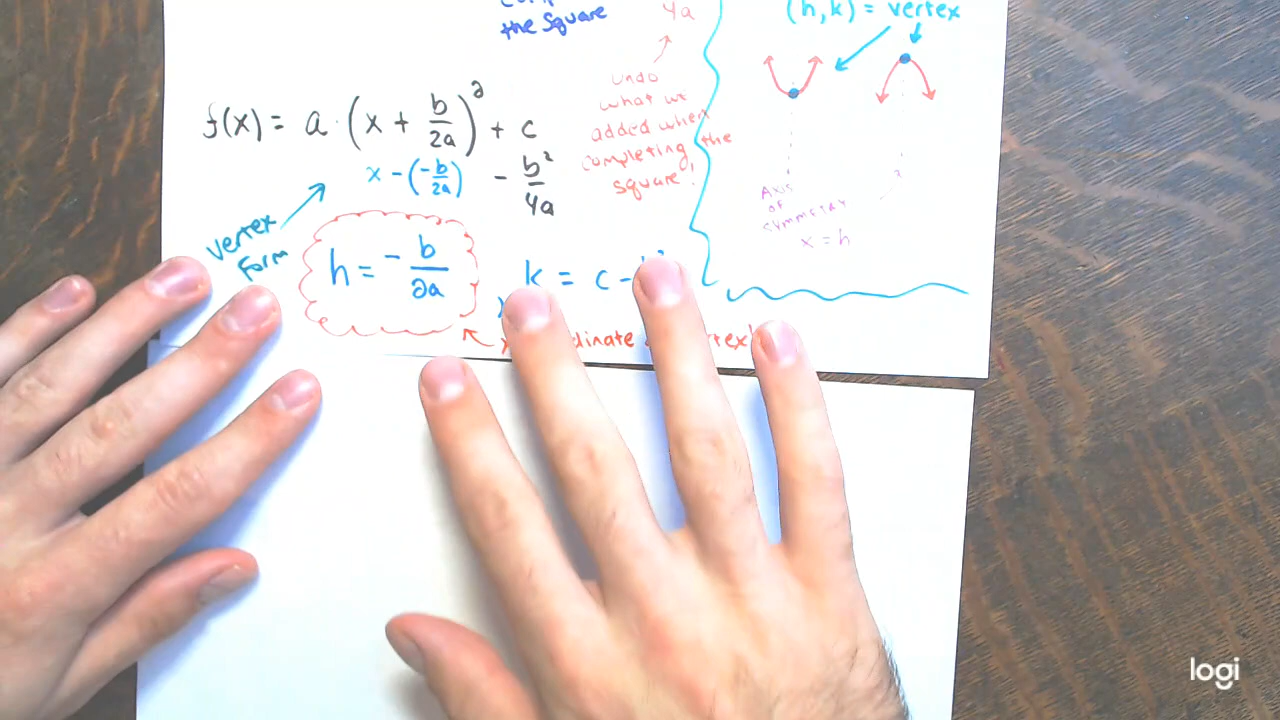 the Square
4a
(h,k) = vertex
f(x) = a · (x + b/2a)² + c
x - (-b/2a)
- b²/4a
undo
what we
added when
completing the
square!
Vertex
Form
h = - b/2a
k = c -
Axis
of
symmetry
x = h
logi